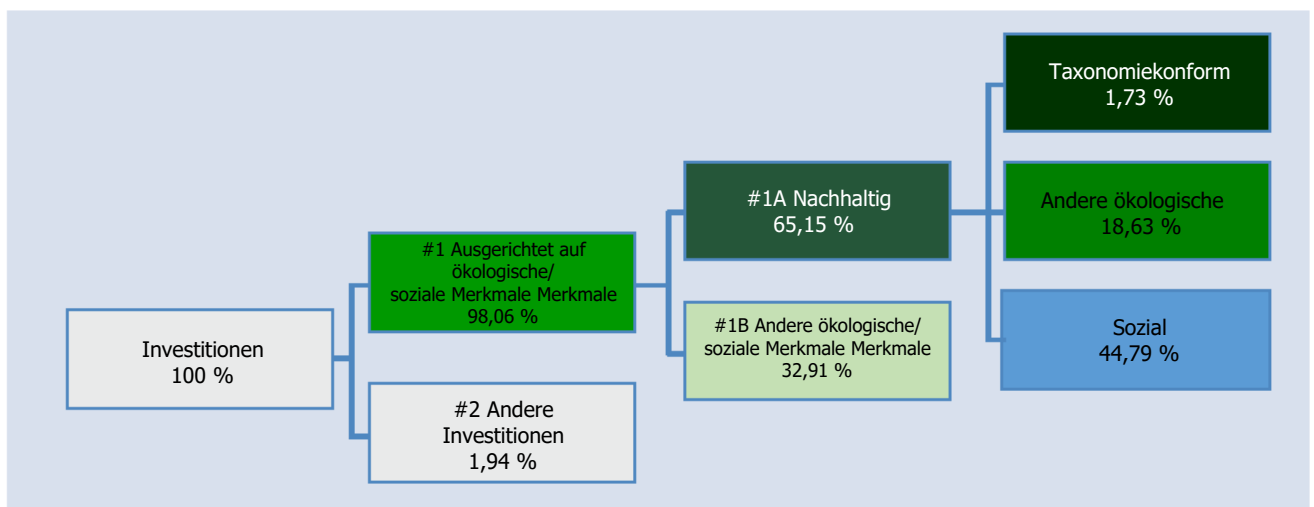 Investitionen
100 %
#1 Ausgerichtet auf
ökologische/
soziale Merkmale Merkmale
98,06 %
#2 Andere
Investitionen
1,94 %
#1A Nachhaltig
65,15 %
#1B Andere ökologische/
soziale Merkmale Merkmale
32,91 %
Taxonomiekonform
1,73 %
Andere ökologische
18,63 %
Sozial
44,79 %